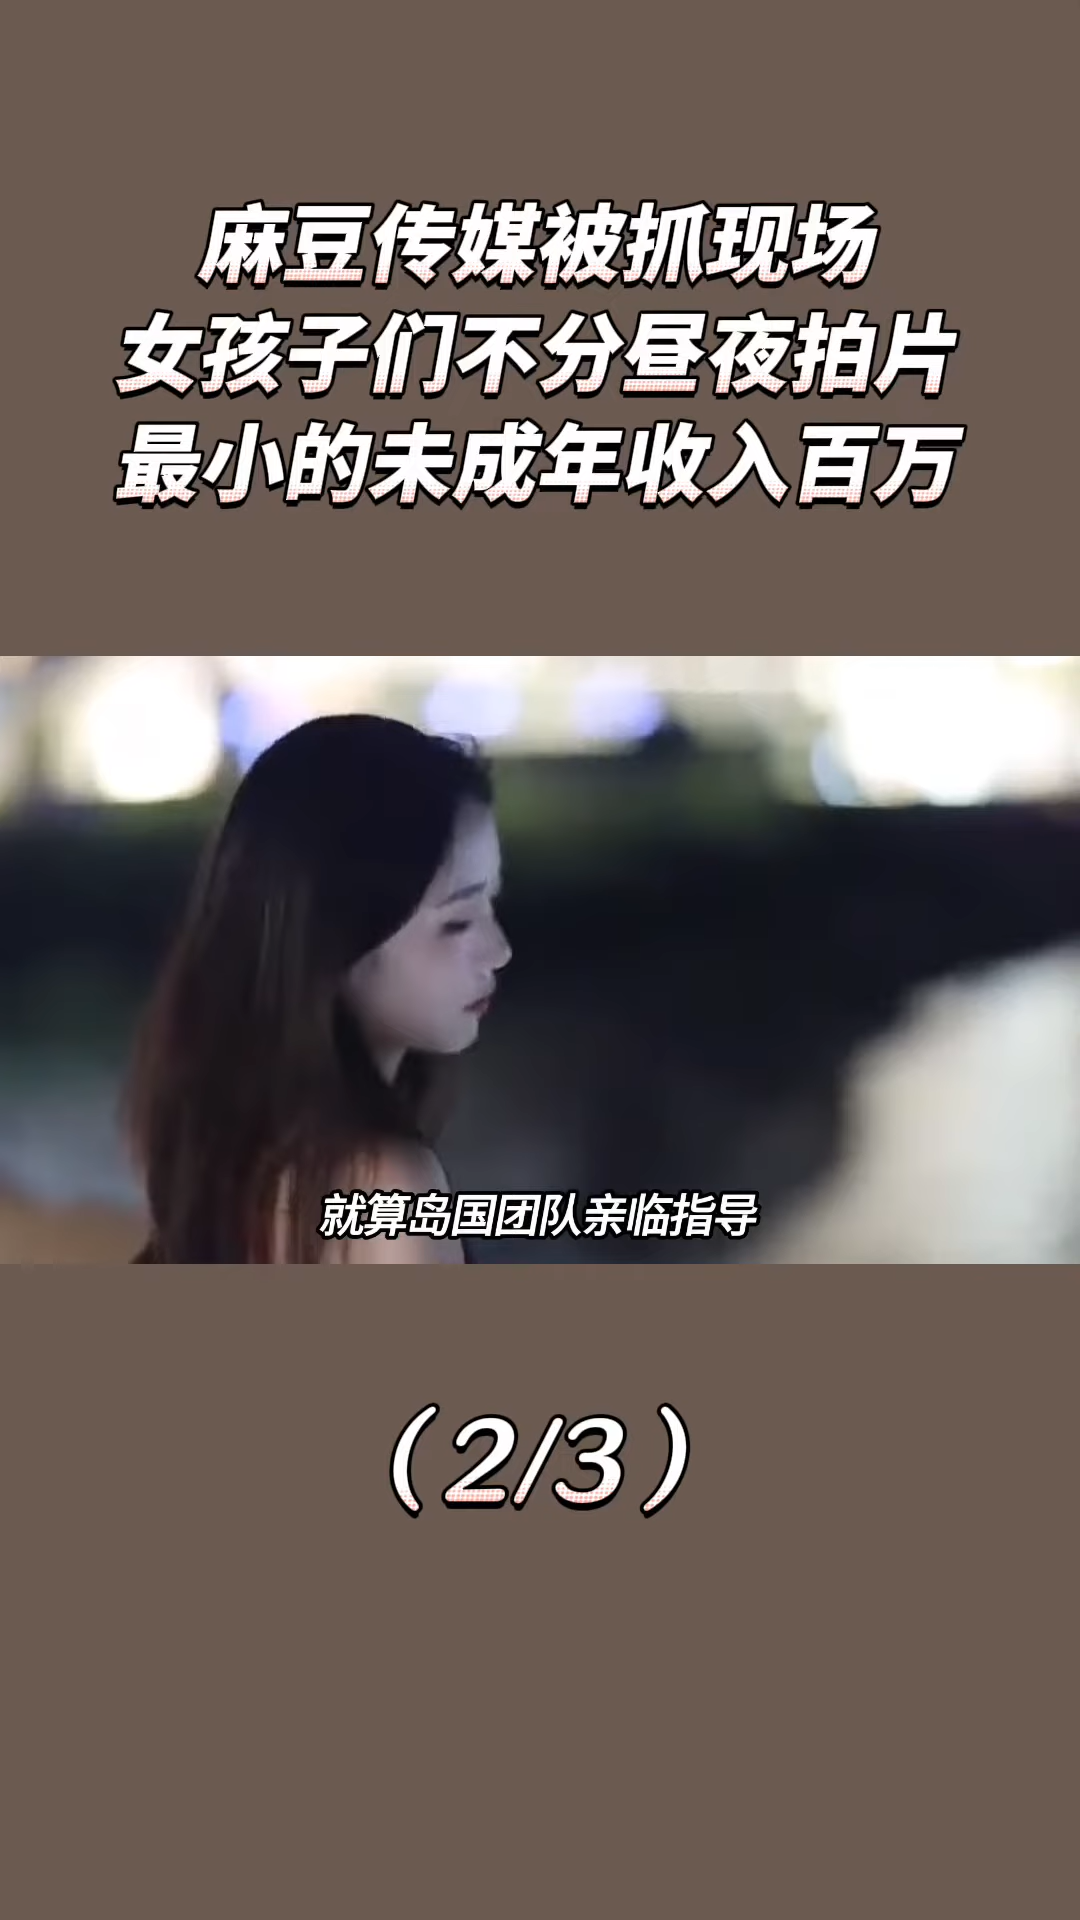 麻豆传媒被抓现场
女孩子们不分昼夜拍片
最小的未成年收入百万
就算岛国团队亲临指导
（2/3）